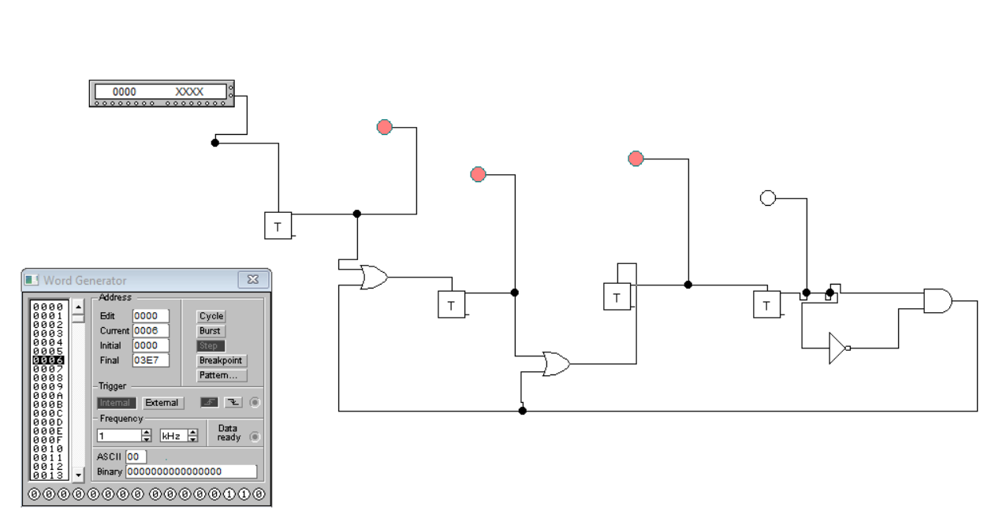 0000 XXXX
T
T
T
T
Word Generator
0000
0001
0002
0003
0004
0005
0006
0007
0008
0009
000A
000B
000C
000D
000E
000F
0010
0011
0012
0013
Address
Edit 0000
Current 0006
Initial 0000
Final 03E7
Cycle
Burst
Step
Breakpoint
Pattern...
Trigger
Internal External
Frequency
1 kHz
Data
ready
ASCII 00 .
Binary 0000000000000000
0 0 0 0 0 0 0 0 0 0 0 0 0 1 1 0